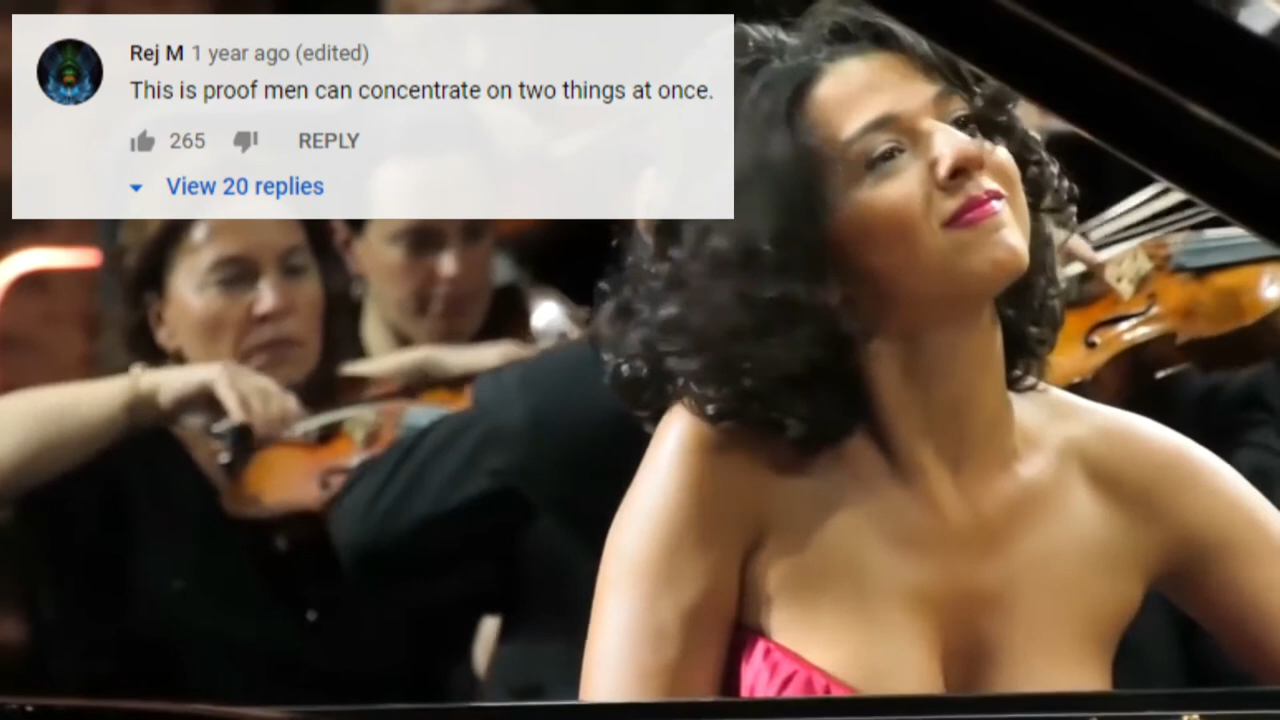 Rej M 1 year ago (edited)
This is proof men can concentrate on two things at once.
265 REPLY
View 20 replies